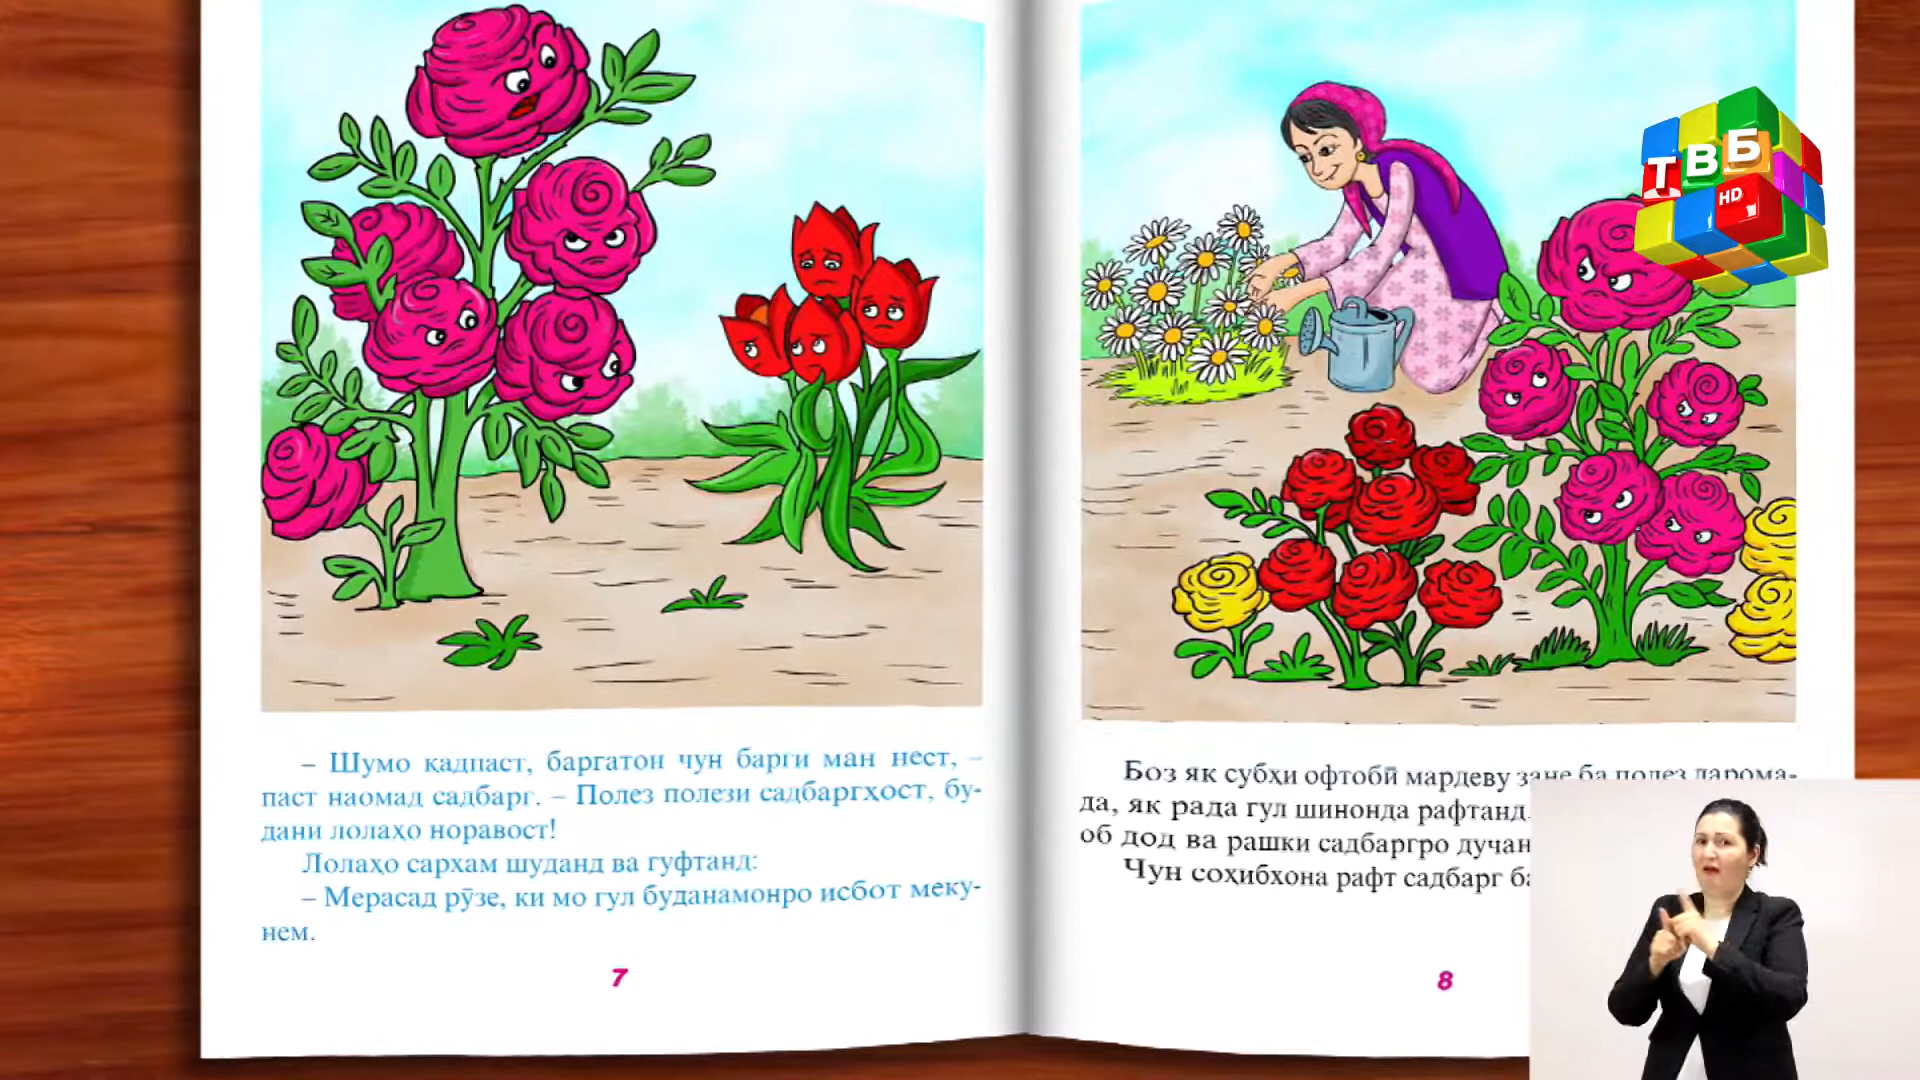 – Шумо қадпаст, баргатон чун барги ман нест, –
паст наомад садбарг. – Полез полези садбаргҳост, бу-
дани лолаҳо норавост!
Лолаҳо сархам шуданд ва гуфтанд:
– Мерасад рӯзе, ки мо гул буданамонро исбот меку-
нем.
7
Боз як субҳи офтобӣ мардеву зане ба полез дарома-
да, як рада гул шинонда рафтанд.
об дод ва рашки садбаргро дучан
Чун соҳибхона рафт садбарг ба
8
ТВБ
HD